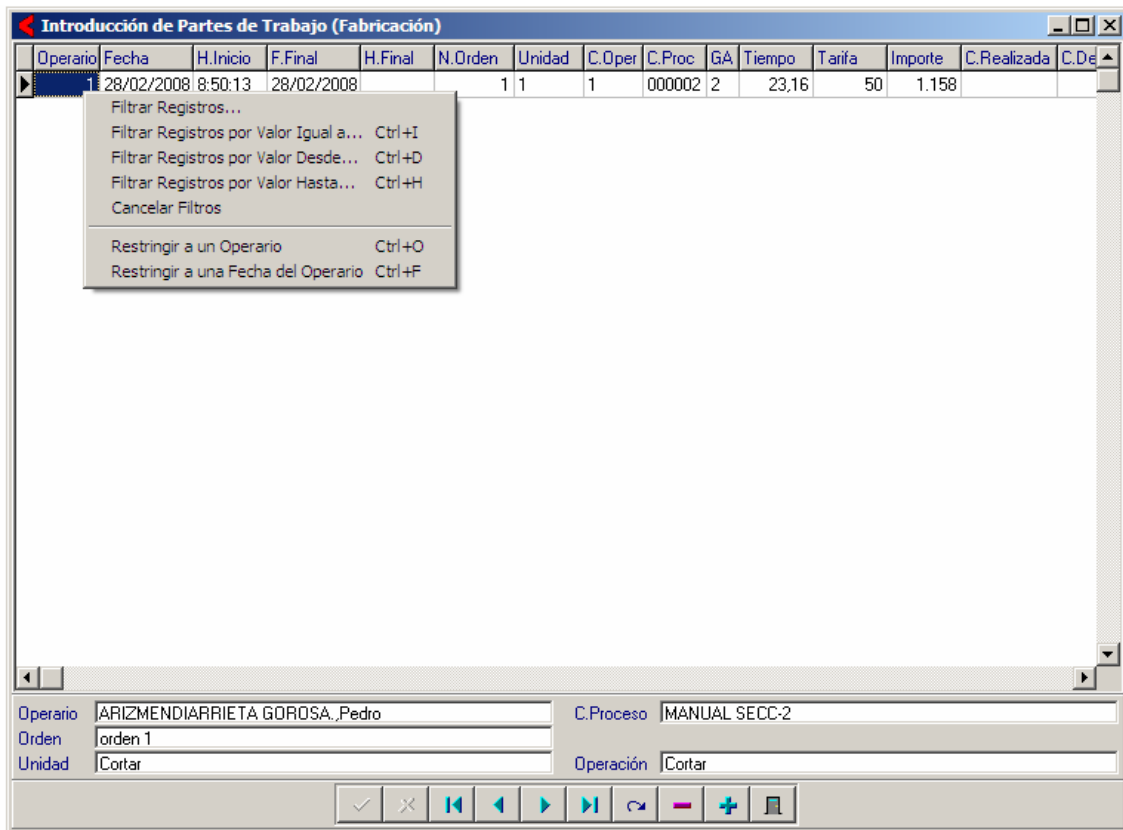 Introducción de Partes de Trabajo (Fabricación)
Operario Fecha H.Inicio F.Final H.Final N.Orden Unidad C.Oper C.Proc GA Tiempo Tarifa Importe C.Realizada C.De
1 28/02/2008 8:50:13 28/02/2008 1 1 1 000002 2 23,16 50 1.158
Filtrar Registros...
Filtrar Registros por Valor Igual a... Ctrl+I
Filtrar Registros por Valor Desde... Ctrl+D
Filtrar Registros por Valor Hasta... Ctrl+H
Cancelar Filtros
Restringir a un Operario Ctrl+O
Restringir a una Fecha del Operario Ctrl+F
Operario ARIZMENDIARRIETA GOROSA.,Pedro C.Proceso MANUAL SECC-2
Orden orden 1
Unidad Cortar Operación Cortar